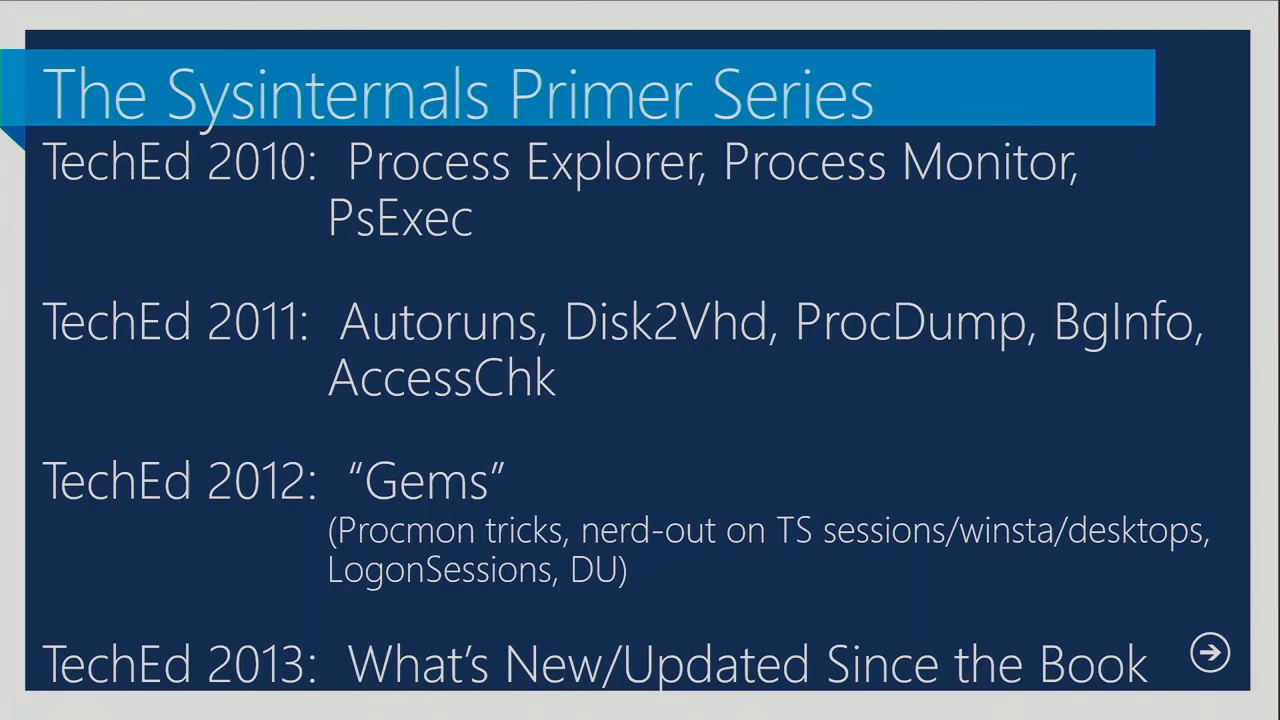 The Sysinternals Primer Series
TechEd 2010: Process Explorer, Process Monitor,
PsExec
TechEd 2011: Autoruns, Disk2Vhd, ProcDump, BgInfo,
AccessChk
TechEd 2012: “Gems”
(Procmon tricks, nerd-out on TS sessions/winsta/desktops,
LogonSessions, DU)
TechEd 2013: What’s New/Updated Since the Book